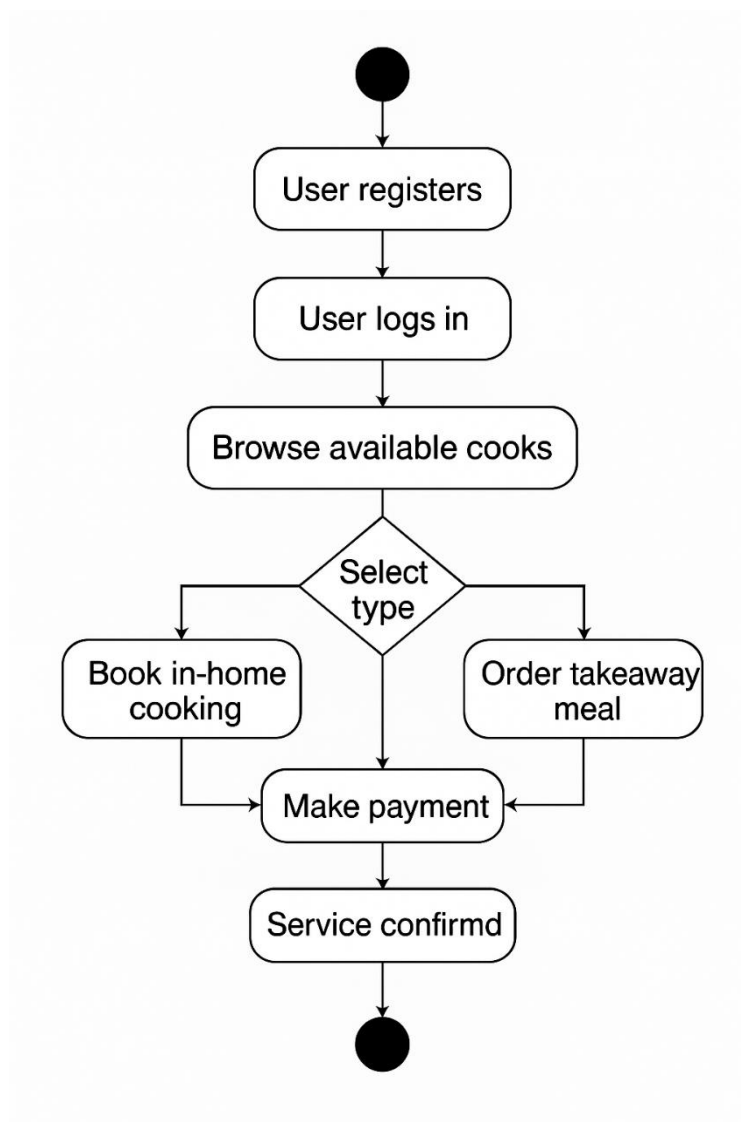 User registers
User logs in
Browse available cooks
Select
type
Book in-home
cooking
Order takeaway
meal
Make payment
Service confirmd